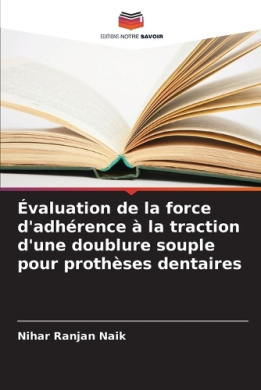 EDITIONS NOTRE SAVOIR
Évaluation de la force
d'adhérence à la traction
d'une doublure souple
pour prothèses dentaires
Nihar Ranjan Naik